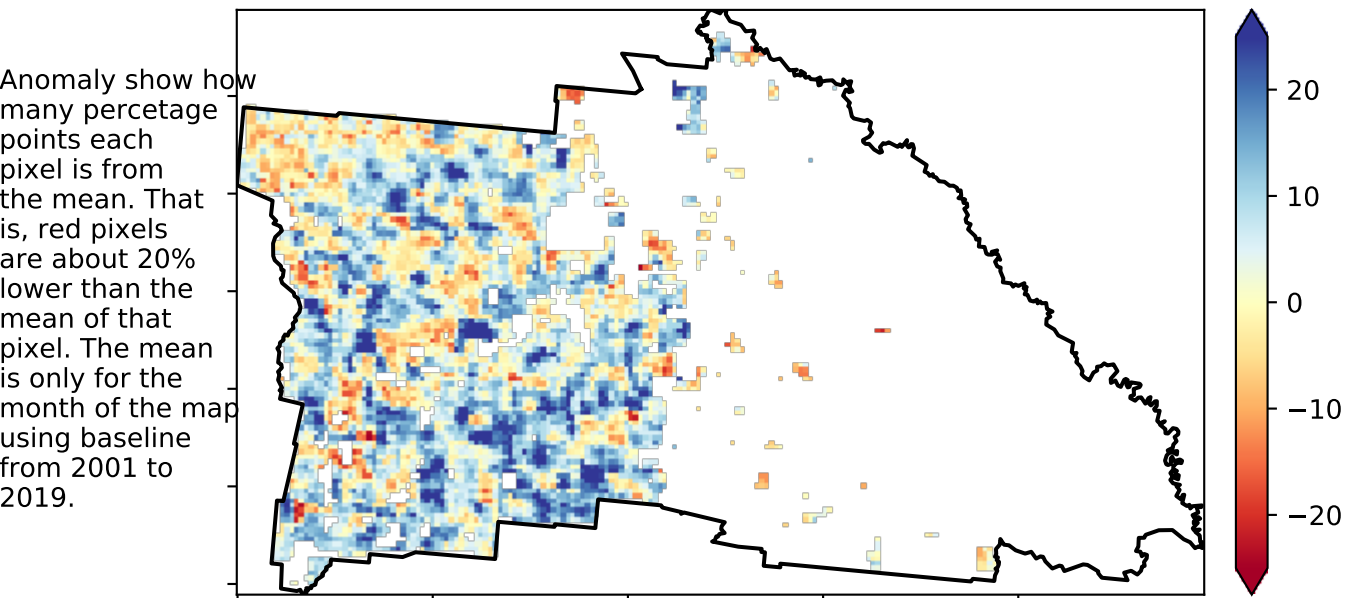 Anomaly show how
many percetage
points each
pixel is from
the mean. That
is, red pixels
are about 20%
lower than the
mean of that
pixel. The mean
is only for the
month of the map
using baseline
from 2001 to
2019.
20
10
0
−10
−20